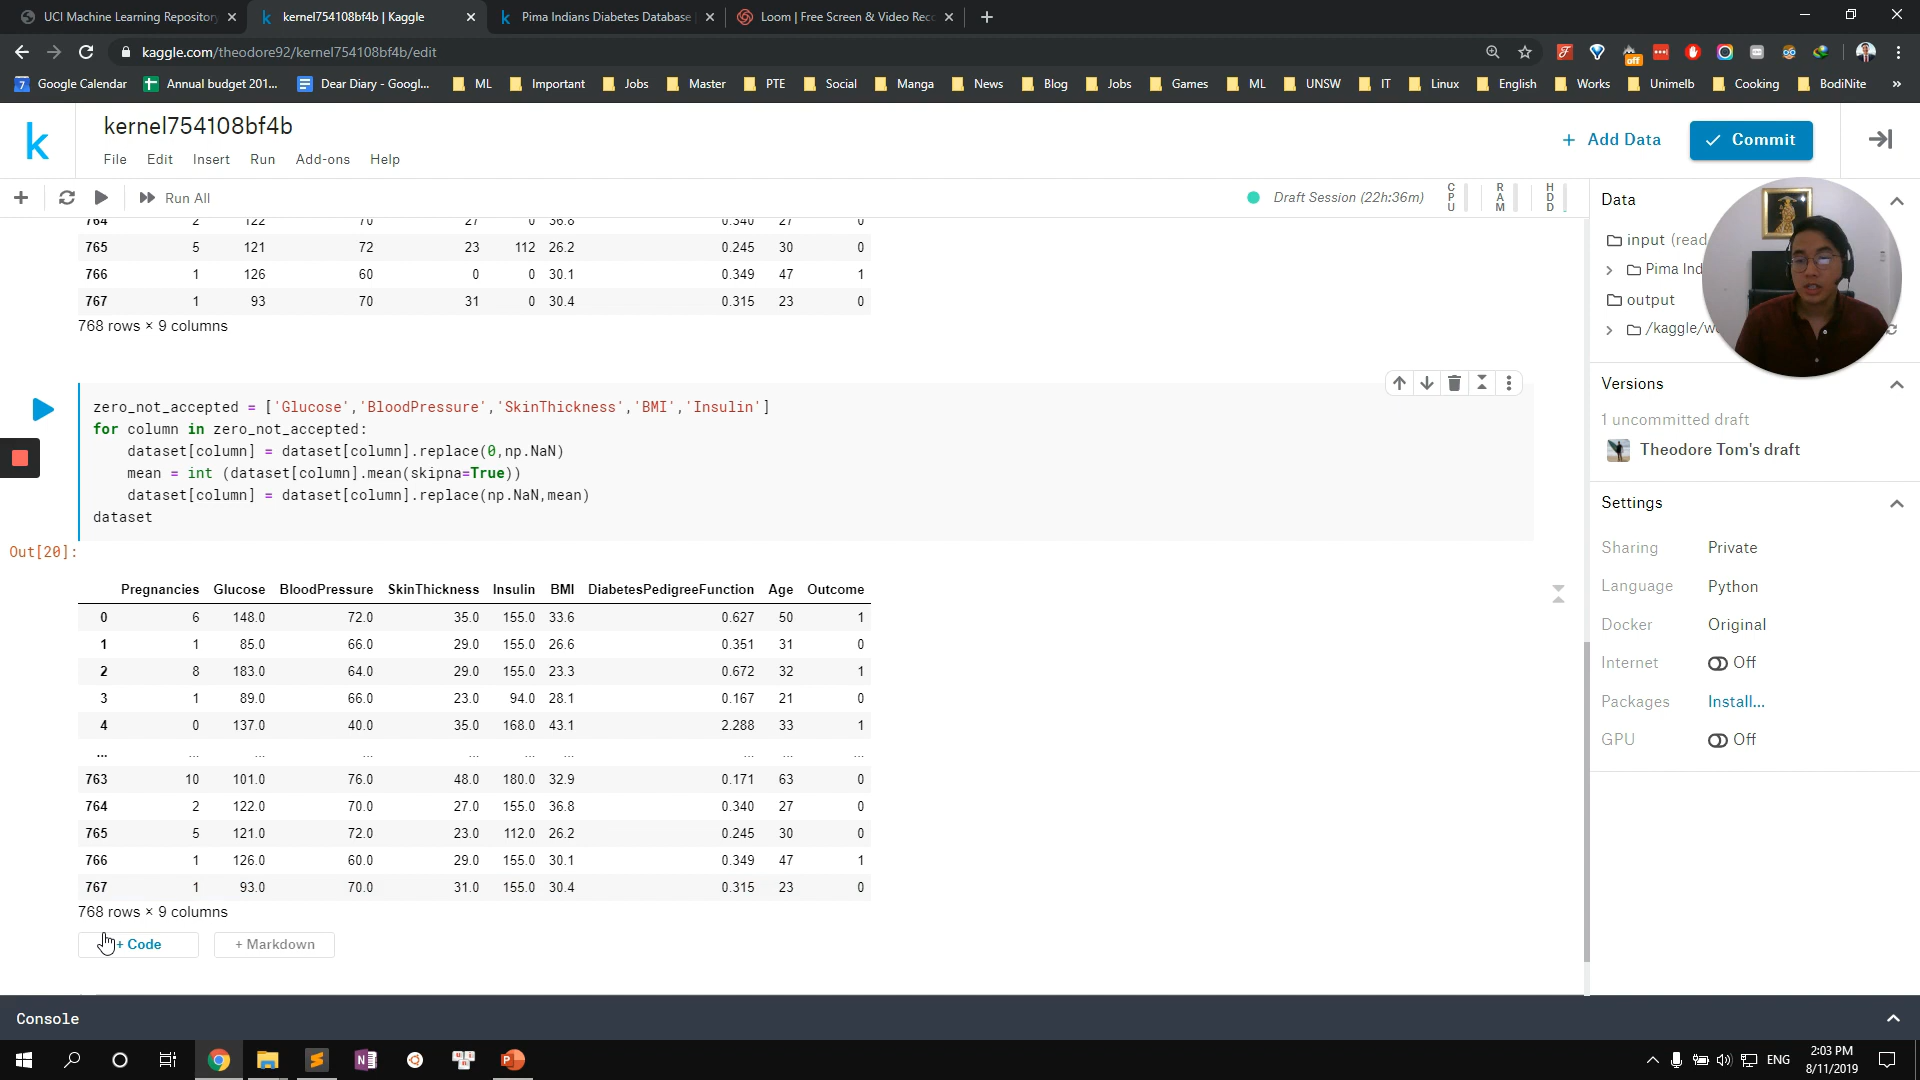 UCI Machine Learning Repository
kernel754108bf4b | Kaggle
Pima Indians Diabetes Database
Loom | Free Screen & Video Rec
kaggle.com/theodore92/kernel754108bf4b/edit
Google Calendar
Annual budget 201...
Dear Diary - Googl...
ML
Important
Jobs
Master
PTE
Social
Manga
News
Blog
Jobs
Games
ML
UNSW
IT
Linux
English
Works
Unimelb
Cooking
BodiNite
»
k
kernel754108bf4b
File Edit Insert Run Add-ons Help
+ Add Data
Commit
Run All
Draft Session (22h:36m)
CPU
RAM
HDD
764 2 122 70 27 0 36.8 0.340 27 0
765 5 121 72 23 112 26.2 0.245 30 0
766 1 126 60 0 0 30.1 0.349 47 1
767 1 93 70 31 0 30.4 0.315 23 0
768 rows × 9 columns
zero_not_accepted = ['Glucose','BloodPressure','SkinThickness','BMI','Insulin']
for column in zero_not_accepted:
    dataset[column] = dataset[column].replace(0,np.NaN)
    mean = int (dataset[column].mean(skipna=True))
    dataset[column] = dataset[column].replace(np.NaN,mean)
dataset
Out[20]:
Pregnancies Glucose BloodPressure SkinThickness Insulin BMI DiabetesPedigreeFunction Age Outcome
0 6 148.0 72.0 35.0 155.0 33.6 0.627 50 1
1 1 85.0 66.0 29.0 155.0 26.6 0.351 31 0
2 8 183.0 64.0 29.0 155.0 23.3 0.672 32 1
3 1 89.0 66.0 23.0 94.0 28.1 0.167 21 0
4 0 137.0 40.0 35.0 168.0 43.1 2.288 33 1
... ... ... ... ... ... ... ... ... ...
763 10 101.0 76.0 48.0 180.0 32.9 0.171 63 0
764 2 122.0 70.0 27.0 155.0 36.8 0.340 27 0
765 5 121.0 72.0 23.0 112.0 26.2 0.245 30 0
766 1 126.0 60.0 29.0 155.0 30.1 0.349 47 1
767 1 93.0 70.0 31.0 155.0 30.4 0.315 23 0
768 rows × 9 columns
+ Code
+ Markdown
Data
input (read
Pima Ind
output
/kaggle/w
Versions
1 uncommitted draft
Theodore Tom's draft
Settings
Sharing Private
Language Python
Docker Original
Internet Off
Packages Install...
GPU Off
Console
ENG
2:03 PM
8/11/2019